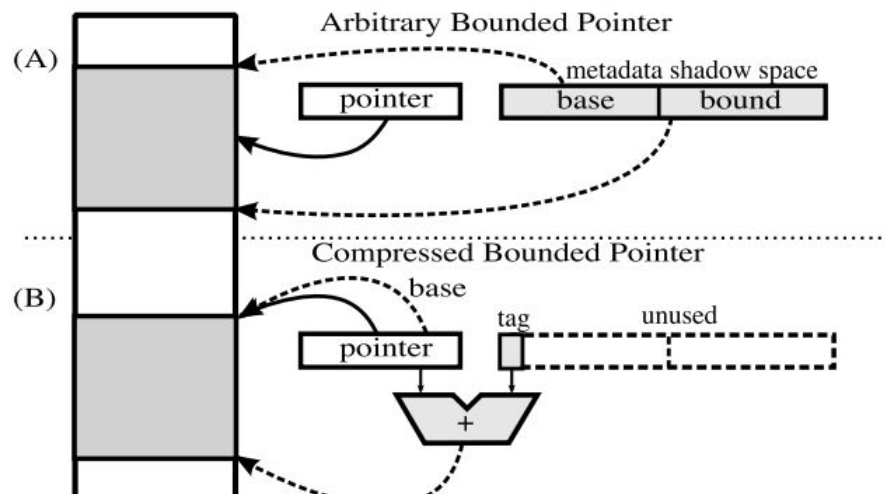 Arbitrary Bounded Pointer
(A)
metadata shadow space
pointer
base
bound
Compressed Bounded Pointer
(B)
base
tag
unused
pointer
+